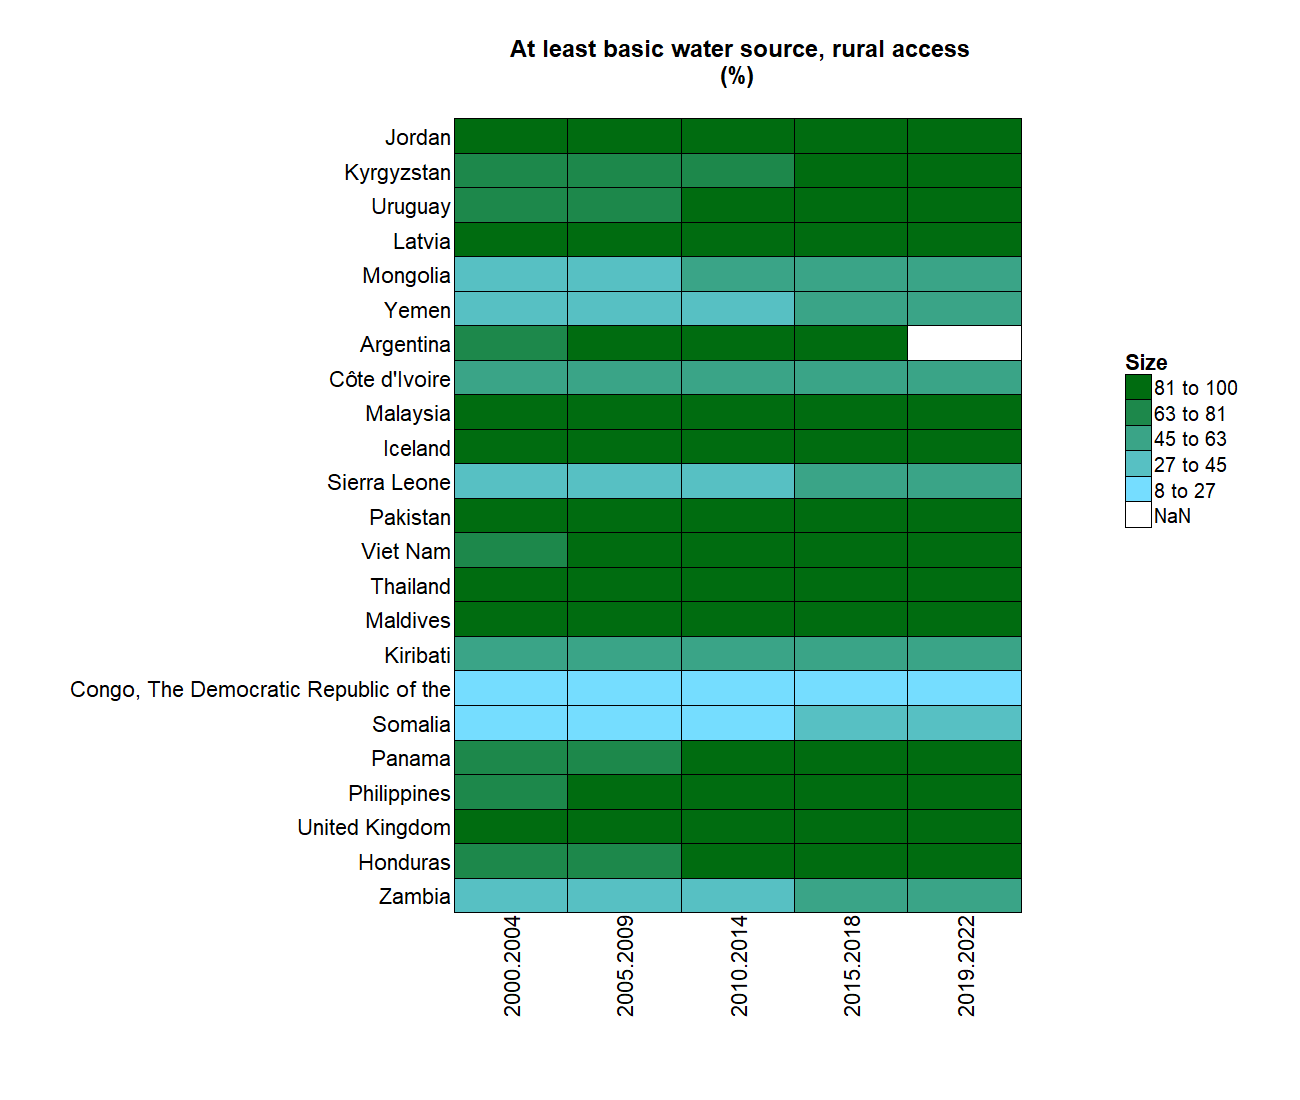 At least basic water source, rural access
(%)
Jordan
Kyrgyzstan
Uruguay
Latvia
Mongolia
Yemen
Argentina
Côte d'Ivoire
Malaysia
Iceland
Sierra Leone
Pakistan
Viet Nam
Thailand
Maldives
Kiribati
Congo, The Democratic Republic of the
Somalia
Panama
Philippines
United Kingdom
Honduras
Zambia
2000.2004
2005.2009
2010.2014
2015.2018
2019.2022
Size
81 to 100
63 to 81
45 to 63
27 to 45
8 to 27
NaN